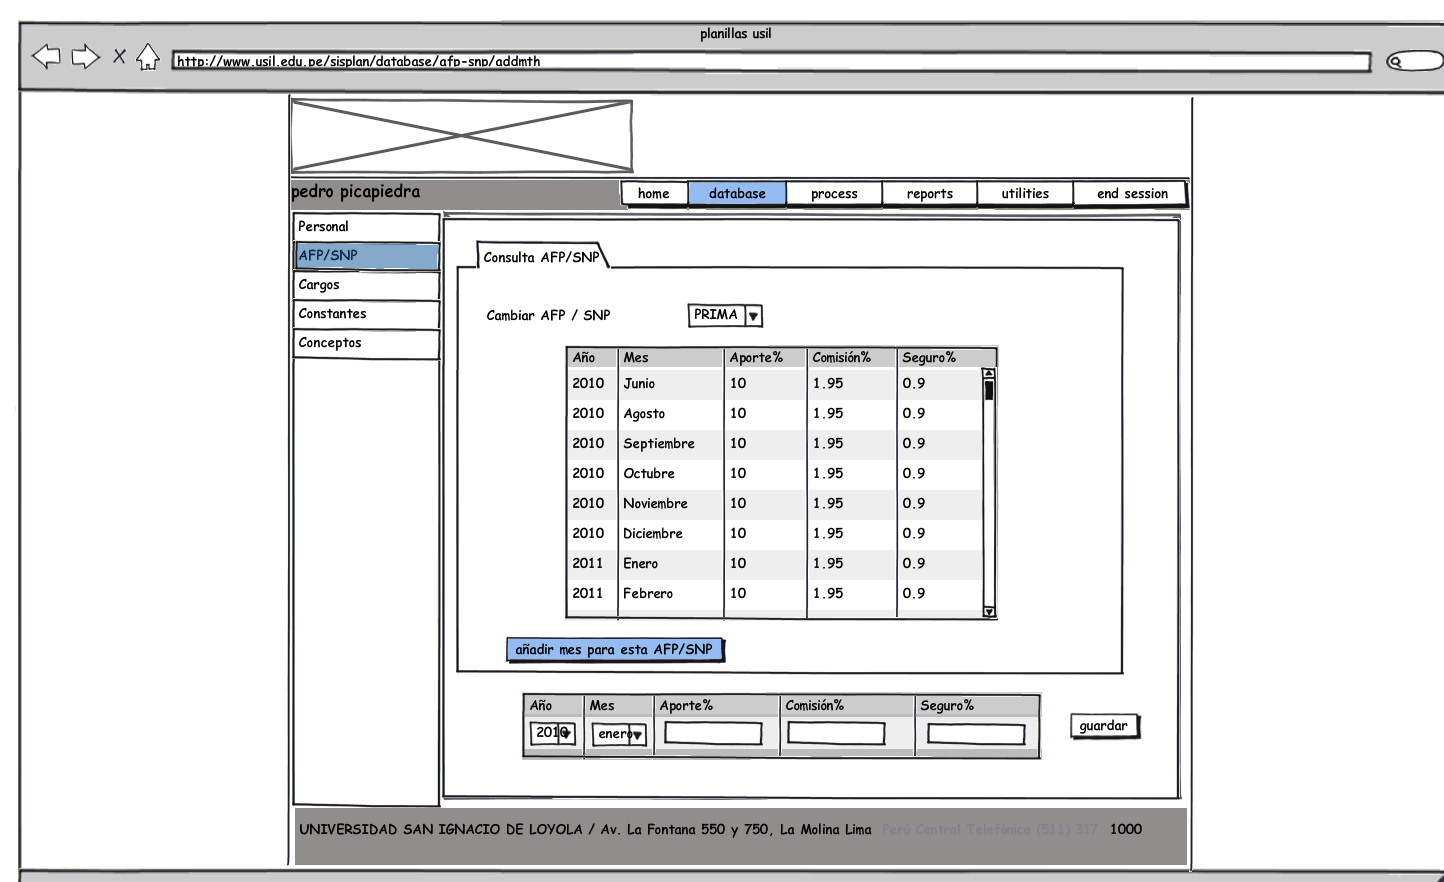 planillas usil
http://www.usil.edu.pe/sisplan/database/afp-snp/addmth
pedro picapiedra
home database process reports utilities end session
Personal
AFP/SNP
Cargos
Constantes
Conceptos
Consulta AFP/SNP
Cambiar AFP / SNP PRIMA
Año Mes Aporte% Comisión% Seguro%
2010 Junio 10 1.95 0.9
2010 Agosto 10 1.95 0.9
2010 Septiembre 10 1.95 0.9
2010 Octubre 10 1.95 0.9
2010 Noviembre 10 1.95 0.9
2010 Diciembre 10 1.95 0.9
2011 Enero 10 1.95 0.9
2011 Febrero 10 1.95 0.9
añadir mes para esta AFP/SNP
Año Mes Aporte% Comisión% Seguro%
2010 enero
guardar
UNIVERSIDAD SAN IGNACIO DE LOYOLA / Av. La Fontana 550 y 750, La Molina Lima Perú Central Telefónica (511) 317 1000